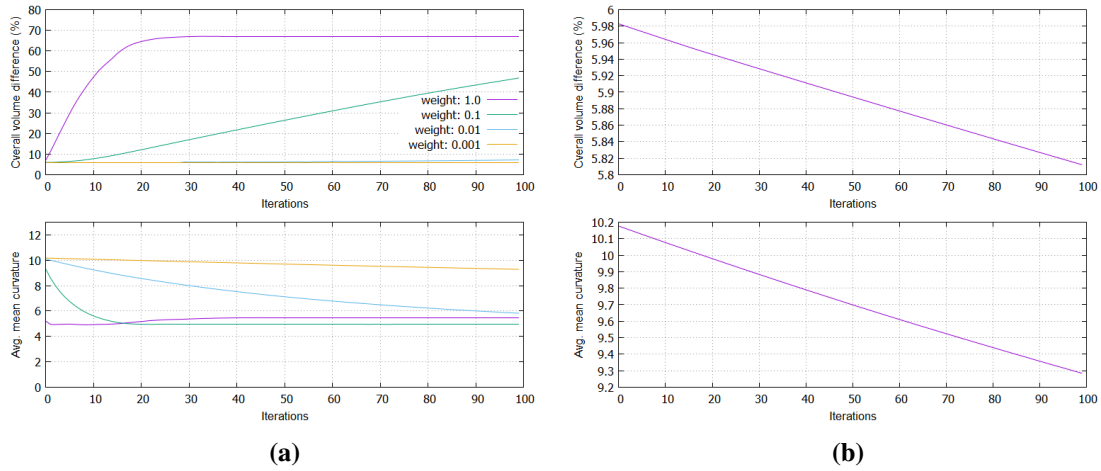 Overall volume difference (%)
80
70
60
50
40
30
20
10
0
weight: 1.0
weight: 0.1
weight: 0.01
weight: 0.001
0 10 20 30 40 50 60 70 80 90 100
Iterations
Avg. mean curvature
12
10
8
6
4
2
0
0 10 20 30 40 50 60 70 80 90 100
Iterations
(a)
Overall volume difference (%)
6
5.98
5.96
5.94
5.92
5.9
5.88
5.86
5.84
5.82
5.8
0 10 20 30 40 50 60 70 80 90 100
Iterations
Avg. mean curvature
10.2
10.1
10
9.9
9.8
9.7
9.6
9.5
9.4
9.3
9.2
0 10 20 30 40 50 60 70 80 90 100
Iterations
(b)